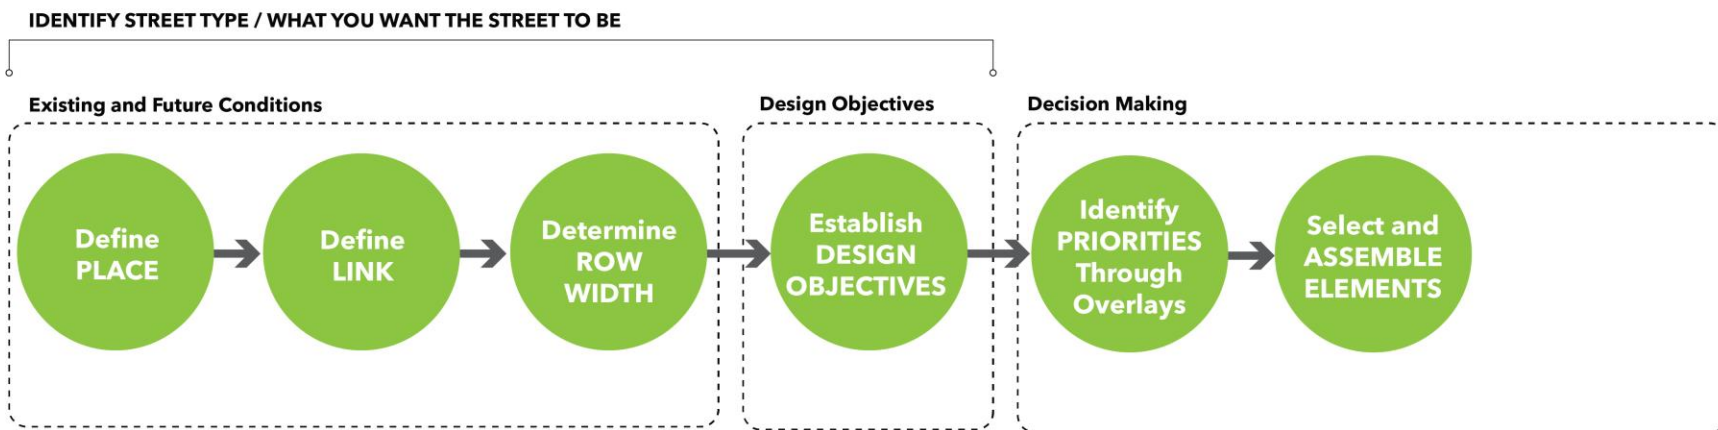 IDENTIFY STREET TYPE / WHAT YOU WANT THE STREET TO BE
Existing and Future Conditions
Design Objectives
Decision Making
Define
PLACE
Define
LINK
Determine
ROW
WIDTH
Establish
DESIGN
OBJECTIVES
Identify
PRIORITIES
Through
Overlays
Select and
ASSEMBLE
ELEMENTS